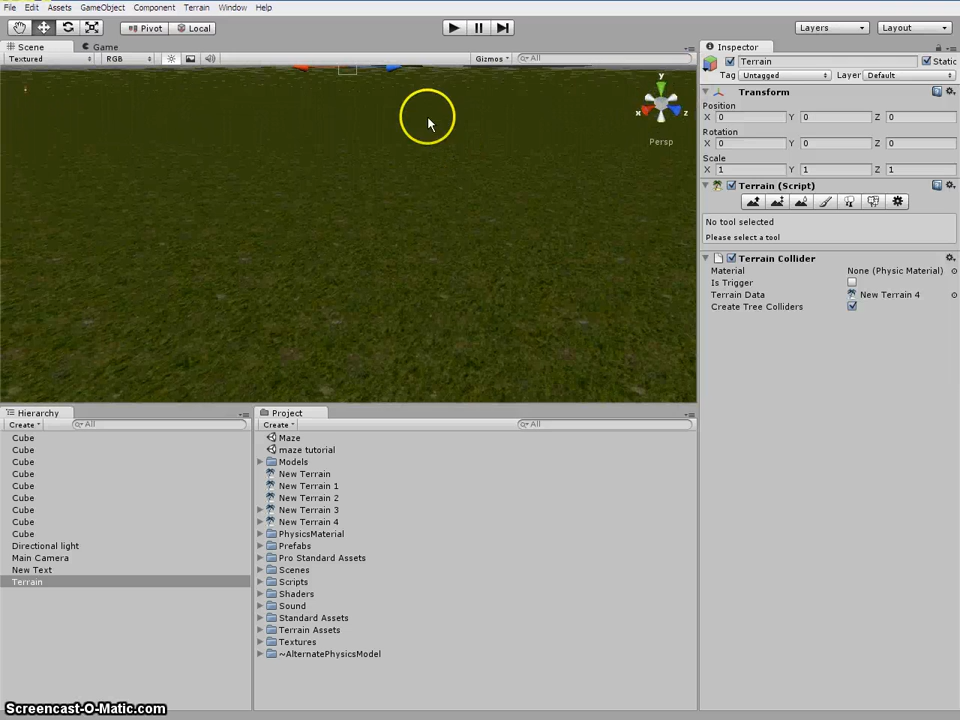 File Edit Assets GameObject Component Terrain Window Help
Pivot Local Layers Layout
Scene Game Inspector
Textured RGB Gizmos All
Terrain Static
Tag Untagged Layer Default
Transform
Position
X 0 Y 0 Z 0
Rotation
X 0 Y 0 Z 0
Scale
X 1 Y 1 Z 1
y
x z
Persp
Terrain (Script)
No tool selected
Please select a tool
Terrain Collider
Material None (Physic Material)
Is Trigger
Terrain Data New Terrain 4
Create Tree Colliders
Hierarchy
Create All
Cube
Cube
Cube
Cube
Cube
Cube
Cube
Cube
Cube
Directional light
Main Camera
New Text
Terrain
Project
Create All
Maze
maze tutorial
Models
New Terrain
New Terrain 1
New Terrain 2
New Terrain 3
New Terrain 4
PhysicsMaterial
Prefabs
Pro Standard Assets
Scenes
Scripts
Shaders
Sound
Standard Assets
Terrain Assets
Textures
~AlternatePhysicsModel
Screencast-O-Matic.com